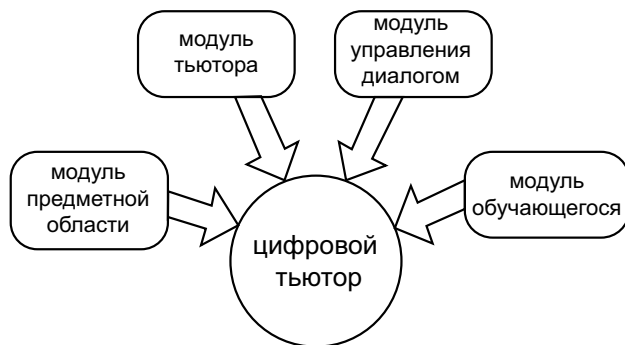 модуль
тьютора
модуль
управления
диалогом
модуль
предметной
области
модуль
обучающегося
цифровой
тьютор